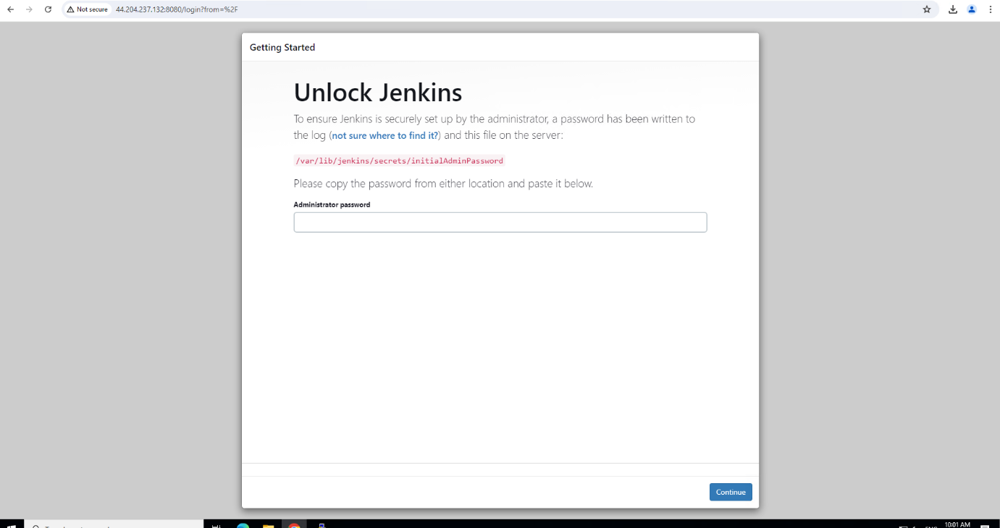 Not secure 44.204.237.132:8080/login?from=%2F
Getting Started
Unlock Jenkins
To ensure Jenkins is securely set up by the administrator, a password has been written to
the log (not sure where to find it?) and this file on the server:
/var/lib/jenkins/secrets/initialAdminPassword
Please copy the password from either location and paste it below.
Administrator password
Continue
10:01 AM